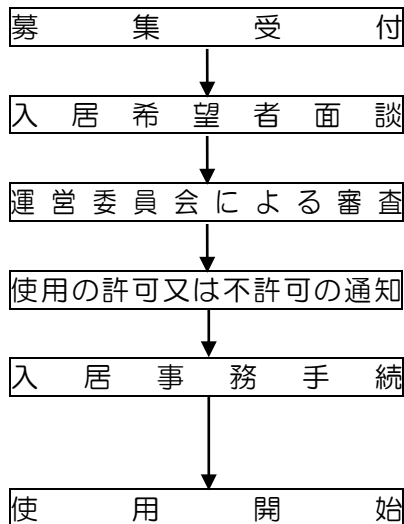 募集受付
入居希望者面談
運営委員会による審査
使用の許可又は不許可の通知
入居事務手続
使用開始